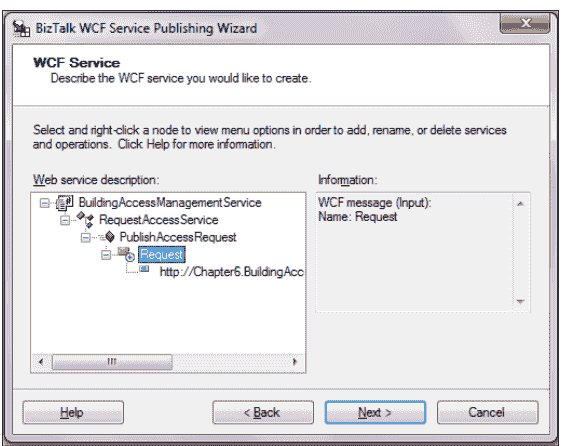 BizTalk WCF Service Publishing Wizard
WCF Service
Describe the WCF service you would like to create.
Select and right-click a node to view menu options in order to add, rename, or delete services
and operations. Click Help for more information.
Web service description:
BuildingAccessManagementService
RequestAccessService
PublishAccessRequest
Request
http://Chapter6.BuildingAcc
Information:
WCF message (Input):
Name: Request
Help
< Back
Next >
Cancel